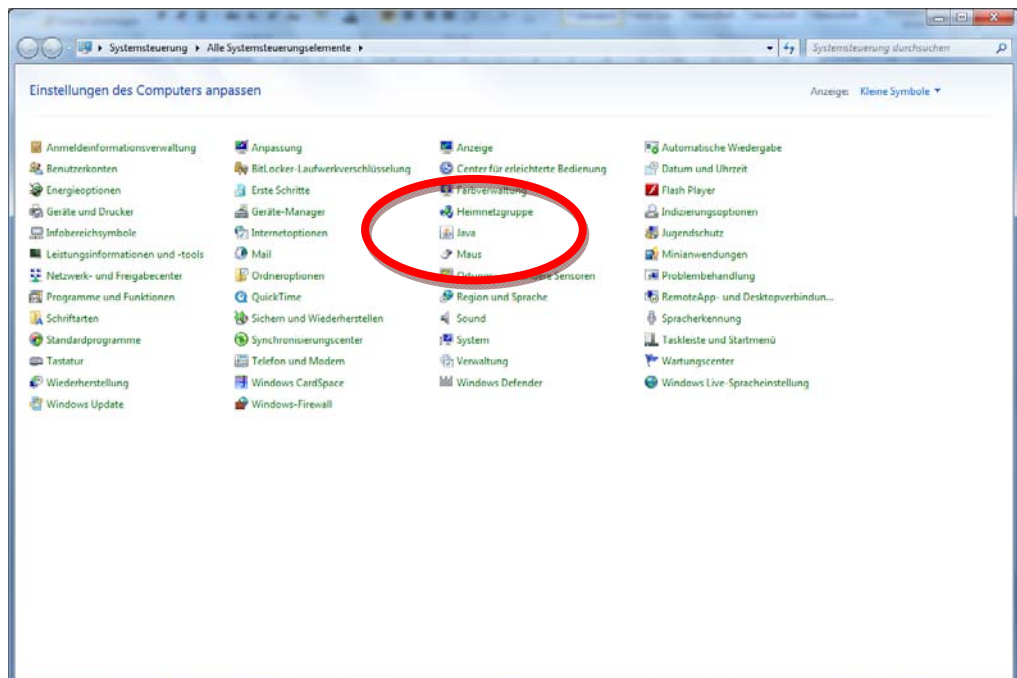 Systemsteuerung Alle Systemsteuerungselemente Systemsteuerung durchsuchen
Einstellungen des Computers anpassen Anzeige: Kleine Symbole
Anmeldeinformationsverwaltung Anpassung Anzeige Automatische Wiedergabe
Benutzerkonten BitLocker-Laufwerkverschlüsselung Center für erleichterte Bedienung Datum und Uhrzeit
Energieoptionen Erste Schritte Farbverwaltung Flash Player
Geräte und Drucker Geräte-Manager Heimnetzgruppe Indizierungsoptionen
Infobereichsymbole Internetoptionen Java Jugendschutz
Leistungsinformationen und -tools Mail Maus Minianwendungen
Netzwerk- und Freigabecenter Ordneroptionen Sensoren Problembehandlung
Programme und Funktionen QuickTime Region und Sprache RemoteApp- und Desktopverbindun...
Schriftarten Sichern und Wiederherstellen Sound Spracherkennung
Standardprogramme Synchronisierungscenter System Taskleiste und Startmenü
Tastatur Telefon und Modem Verwaltung Wartungscenter
Wiederherstellung Windows CardSpace Windows Defender Windows Live-Spracheinstellung
Windows Update Windows-Firewall